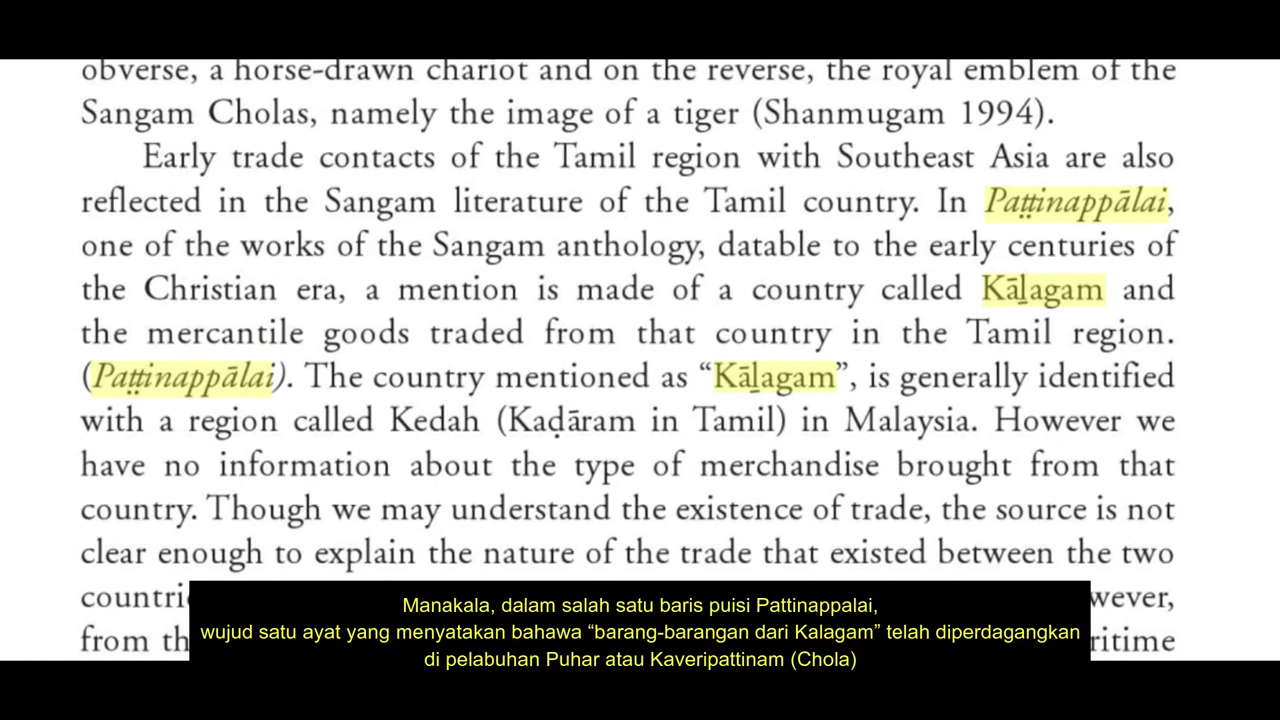 obverse, a horse-drawn chariot and on the reverse, the royal emblem of the
Sangam Cholas, namely the image of a tiger (Shanmugam 1994).
Early trade contacts of the Tamil region with Southeast Asia are also
reflected in the Sangam literature of the Tamil country. In Paṭṭinappālai,
one of the works of the Sangam anthology, datable to the early centuries of
the Christian era, a mention is made of a country called Kāḻagam and
the mercantile goods traded from that country in the Tamil region.
(Paṭṭinappālai). The country mentioned as “Kāḻagam”, is generally identified
with a region called Kedah (Kaḍāram in Tamil) in Malaysia. However we
have no information about the type of merchandise brought from that
country. Though we may understand the existence of trade, the source is not
clear enough to explain the nature of the trade that existed between the two
Manakala, dalam salah satu baris puisi Pattinappalai,
wujud satu ayat yang menyatakan bahawa “barang-barangan dari Kalagam” telah diperdagangkan
di pelabuhan Puhar atau Kaveripattinam (Chola)